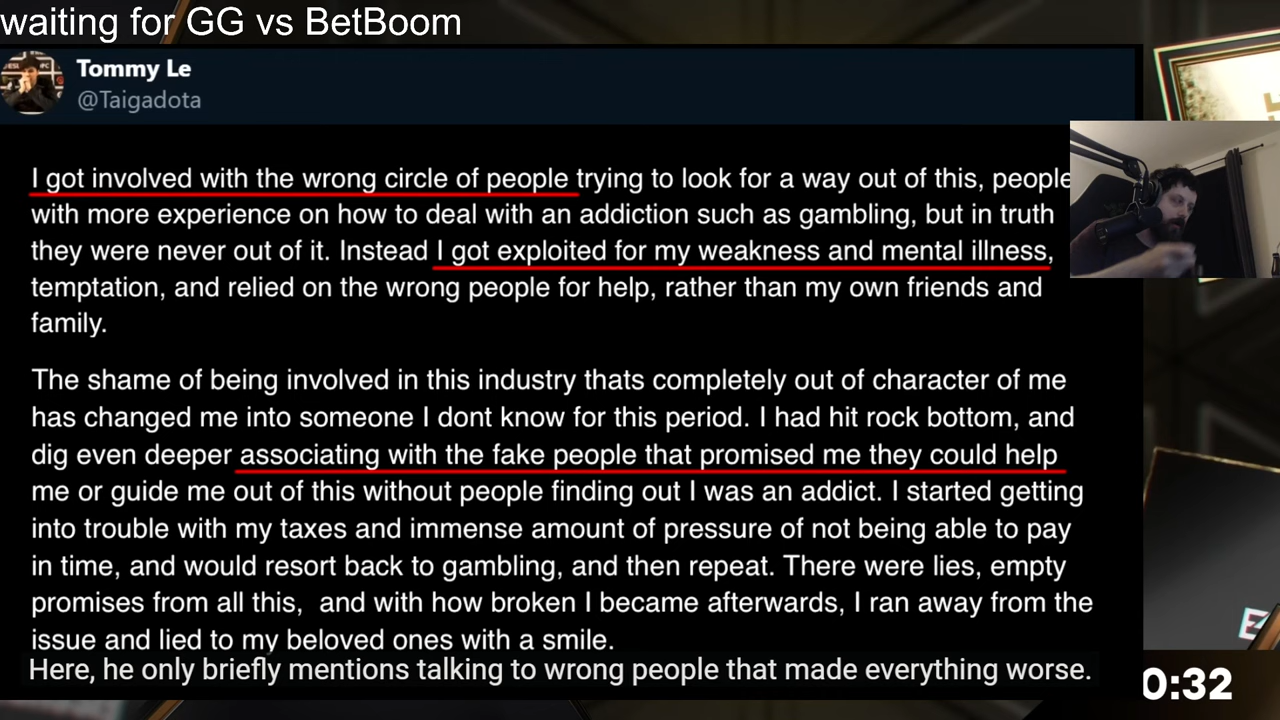 waiting for GG vs BetBoom
Tommy Le
@Taigadota
I got involved with the wrong circle of people trying to look for a way out of this, people
with more experience on how to deal with an addiction such as gambling, but in truth
they were never out of it. Instead I got exploited for my weakness and mental illness,
temptation, and relied on the wrong people for help, rather than my own friends and
family.
The shame of being involved in this industry thats completely out of character of me
has changed me into someone I dont know for this period. I had hit rock bottom, and
dig even deeper associating with the fake people that promised me they could help
me or guide me out of this without people finding out I was an addict. I started getting
into trouble with my taxes and immense amount of pressure of not being able to pay
in time, and would resort back to gambling, and then repeat. There were lies, empty
promises from all this, and with how broken I became afterwards, I ran away from the
issue and lied to my beloved ones with a smile.
Here, he only briefly mentions talking to wrong people that made everything worse.
0:32